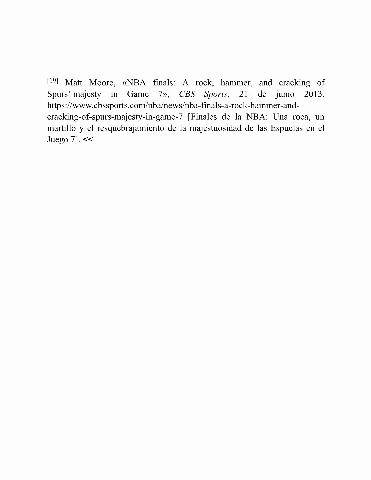 [19] Matt Moore, «NBA finals: A rock, hammer, and cracking of
Spurs' majesty in Game 7», CBS Sports, 21 de junio 2013.
https://www.cbssports.com/nba/news/nba-finals-a-rock-hammer-and-
cracking-of-spurs-majesty-in-game-7 [Finales de la NBA: Una roca, un
martillo y el resquebrajamiento de la majestuosidad de las Espuelas en el
Juego 7]. <<